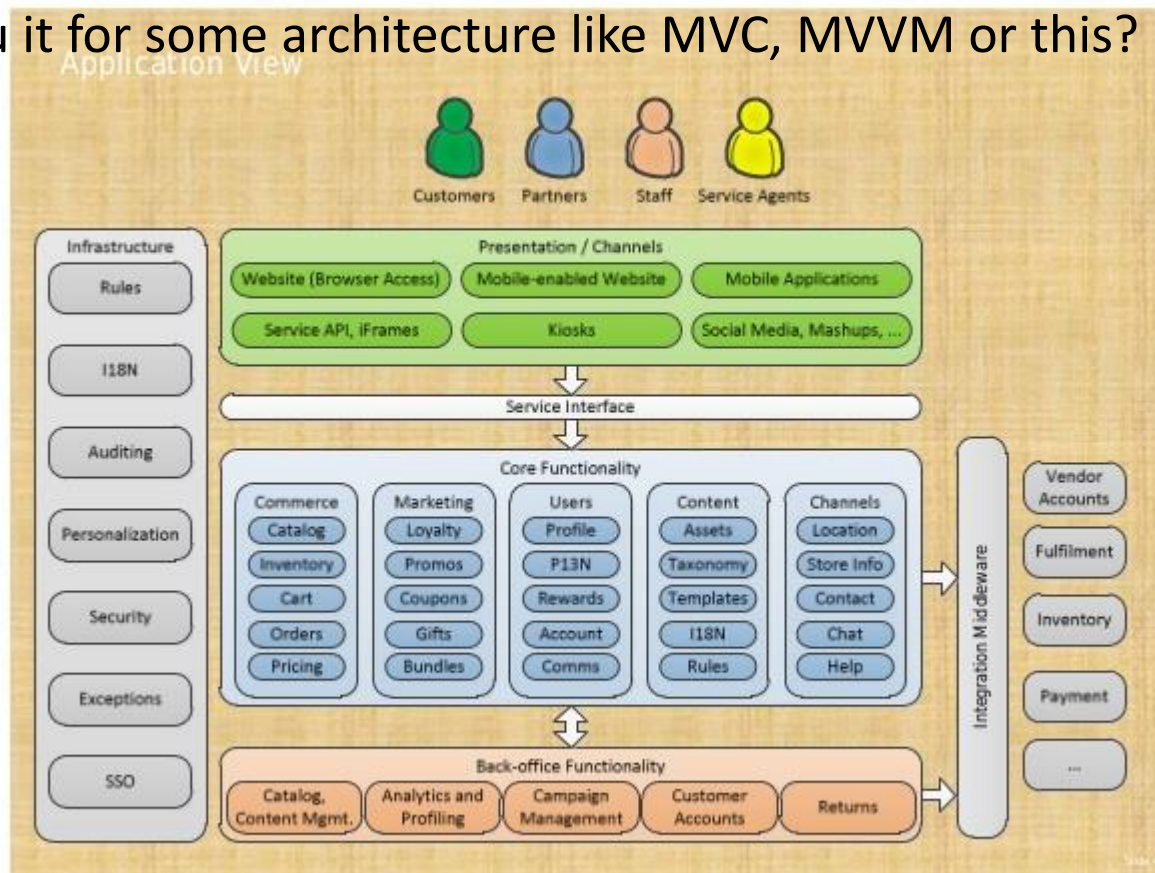 it for some architecture like MVC, MVVM or this?
Application View
Customers
Partners
Staff
Service Agents
Infrastructure
Rules
I18N
Auditing
Personalization
Security
Exceptions
SSO
Presentation / Channels
Website (Browser Access)
Mobile-enabled Website
Mobile Applications
Service API, iFrames
Kiosks
Social Media, Mashups, ...
Service Interface
Core Functionality
Commerce
Catalog
Inventory
Cart
Orders
Pricing
Marketing
Loyalty
Promos
Coupons
Gifts
Bundles
Users
Profile
P13N
Rewards
Account
Comms
Content
Assets
Taxonomy
Templates
I18N
Rules
Channels
Location
Store Info
Contact
Chat
Help
Back-office Functionality
Catalog,
Content Mgmt.
Analytics and
Profiling
Campaign
Management
Customer
Accounts
Returns
Integration Middleware
Vendor
Accounts
Fulfilment
Inventory
Payment
...